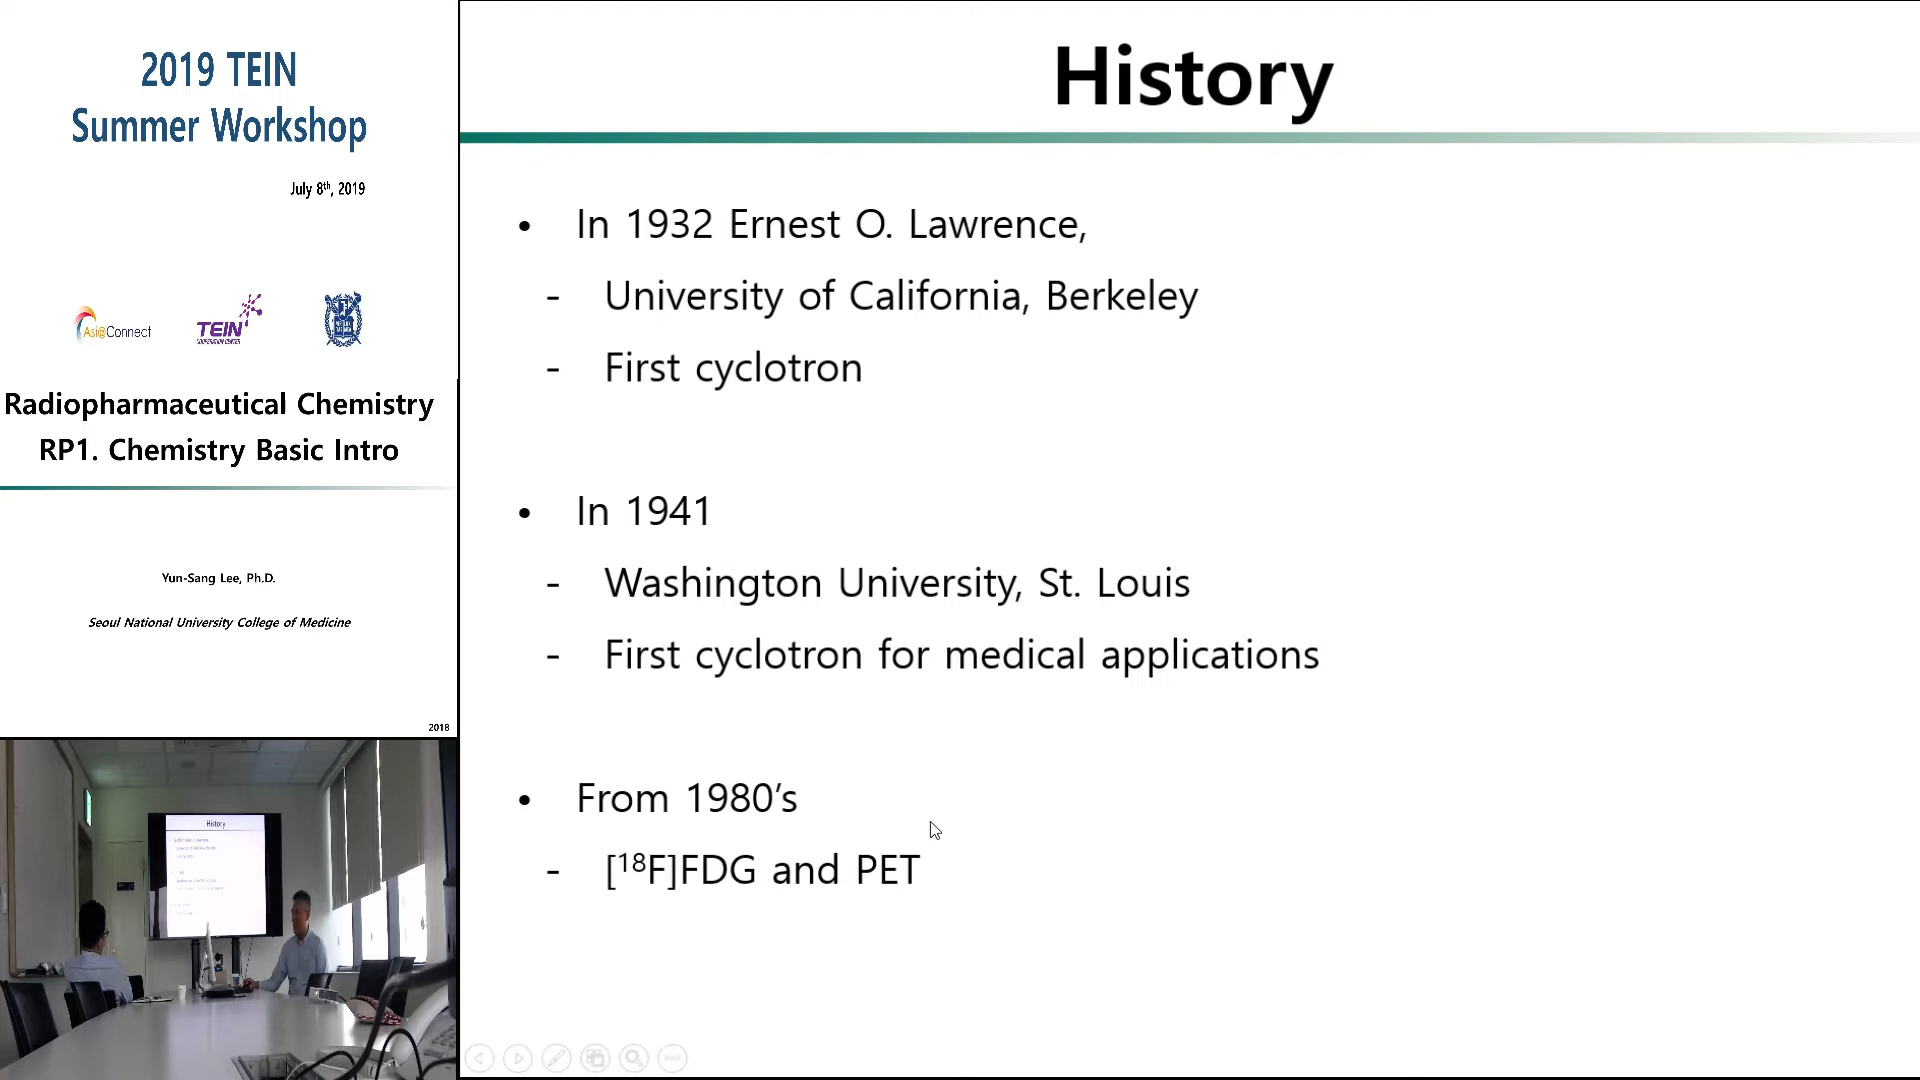 2019 TEIN
Summer Workshop
July 8th, 2019
Asi@Connect
TEIN
COOPERATION CENTER
Radiopharmaceutical Chemistry
RP1. Chemistry Basic Intro
Yun-Sang Lee, Ph.D.
Seoul National University College of Medicine
2018
History
• In 1932 Ernest O. Lawrence,
- University of California, Berkeley
- First cyclotron
• In 1941
- Washington University, St. Louis
- First cyclotron for medical applications
• From 1980’s
- [¹⁸F]FDG and PET
History